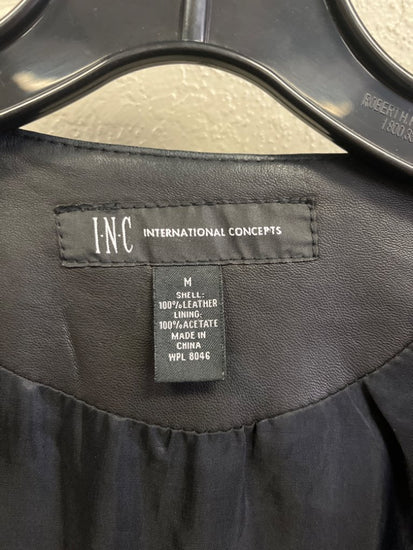 I·N·C INTERNATIONAL CONCEPTS
M
SHELL:
100% LEATHER
LINING:
100% ACETATE
MADE IN
CHINA
WPL 8046